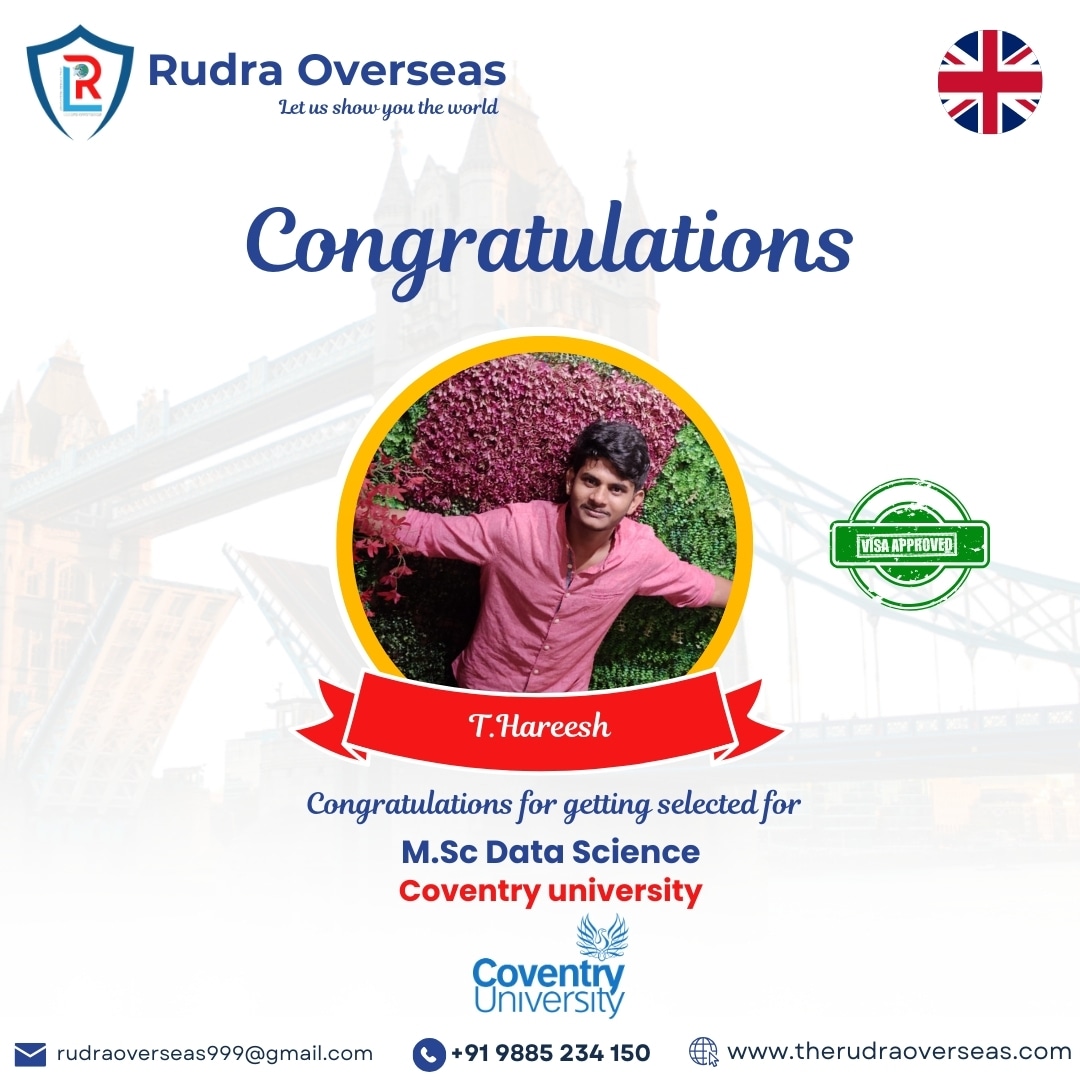 Rudra Overseas
Let us show you the world
Congratulations
VISA APPROVED
T.Hareesh
Congratulations for getting selected for
M.Sc Data Science
Coventry university
Coventry
University
rudraoverseas999@gmail.com
+91 9885 234 150
www.therudraoverseas.com